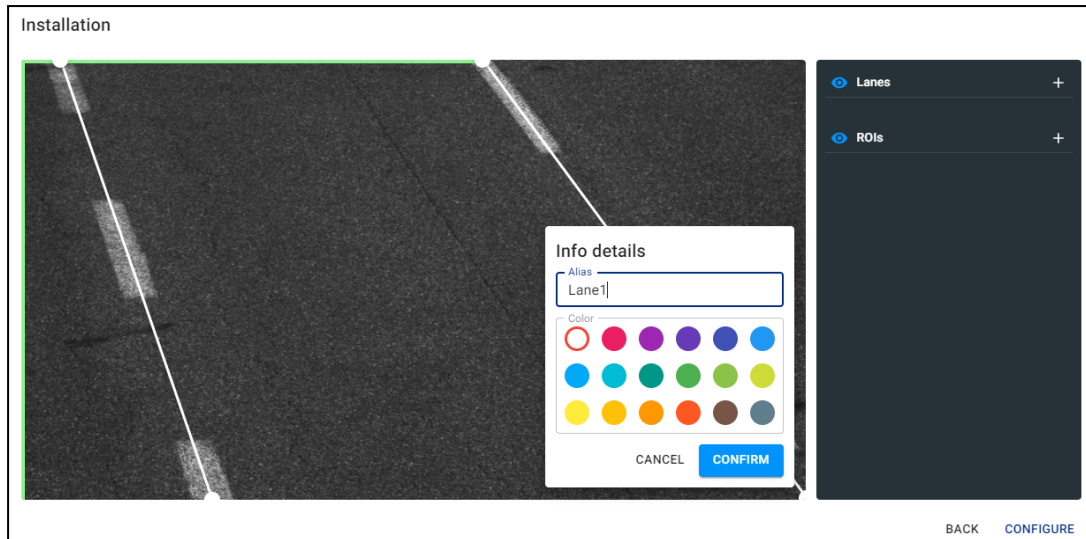 Installation
Lanes +
ROIs +
Info details
Alias
Lane1
Color
CANCEL CONFIRM
BACK CONFIGURE